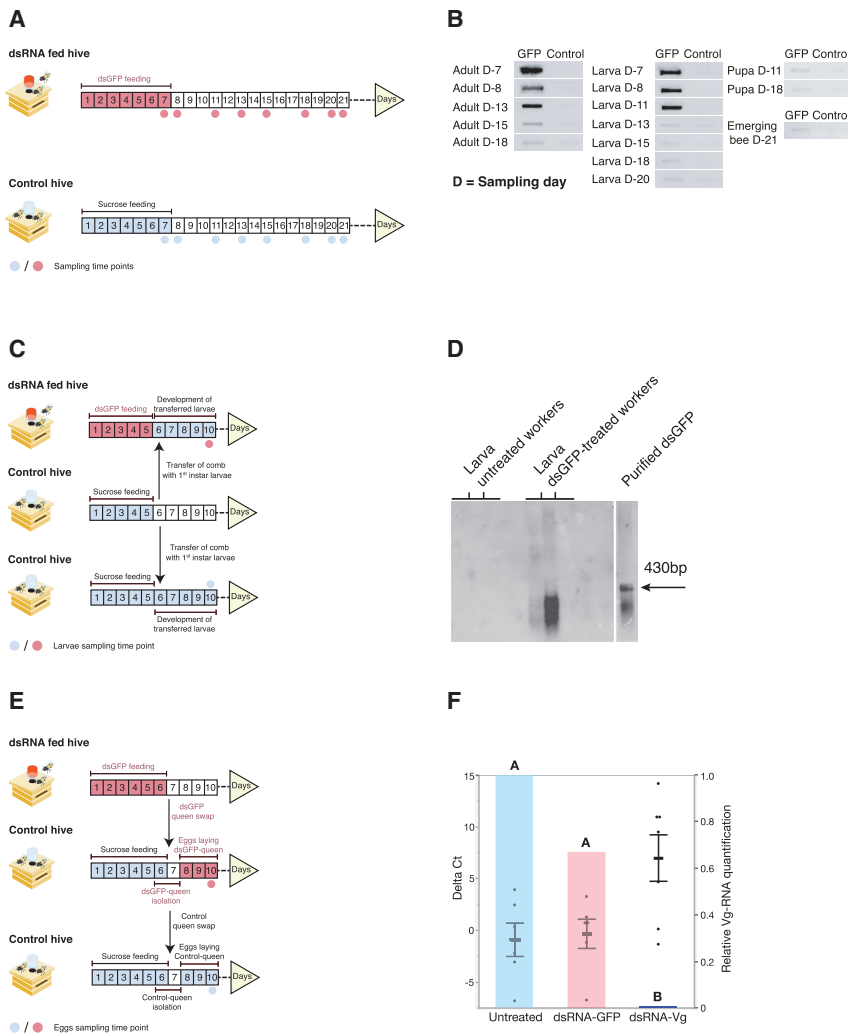 A
dsRNA fed hive
dsGFP feeding
1 2 3 4 5 6 7 8 9 10 11 12 13 14 15 16 17 18 19 20 21
Days
Control hive
Sucrose feeding
1 2 3 4 5 6 7 8 9 10 11 12 13 14 15 16 17 18 19 20 21
Days
/ Sampling time points
B
GFP Control
Adult D-7
Adult D-8
Adult D-13
Adult D-15
Adult D-18
GFP Control
Larva D-7
Larva D-8
Larva D-11
Larva D-13
Larva D-15
Larva D-18
Larva D-20
GFP Control
Pupa D-11
Pupa D-18
GFP Control
Emerging
bee D-21
D = Sampling day
C
dsRNA fed hive
dsGFP feeding
Development of
transferred larvae
1 2 3 4 5 6 7 8 9 10
Days
Transfer of comb
with 1st instar larvae
Control hive
Sucrose feeding
1 2 3 4 5 6 7 8 9 10
Days
Transfer of comb
with 1st instar larvae
Control hive
Sucrose feeding
1 2 3 4 5 6 7 8 9 10
Days
Development of
transferred larvae
/ Larvae sampling time point
D
Larva
untreated workers
Larva
dsGFP-treated workers
Purified dsGFP
430bp
E
dsRNA fed hive
dsGFP feeding
1 2 3 4 5 6 7 8 9 10
Days
dsGFP
queen swap
Control hive
Sucrose feeding
Eggs laying
dsGFP-queen
1 2 3 4 5 6 7 8 9 10
Days
dsGFP-queen
isolation
Control
queen swap
Control hive
Sucrose feeding
Eggs laying
Control-queen
1 2 3 4 5 6 7 8 9 10
Days
Control-queen
isolation
/ Eggs sampling time point
F
Delta Ct
15
10
5
0
-5
A
A
B
1.0
0.8
0.6
0.4
0.2
0
Relative Vg-RNA quantification
Untreated dsRNA-GFP dsRNA-Vg